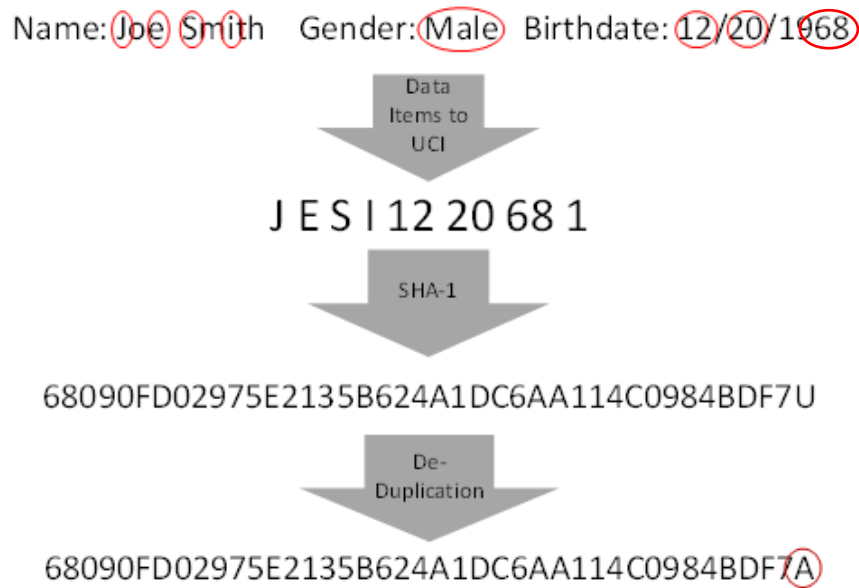 Name: Joe Smith Gender: Male Birthdate: 12/20/1968
Data
Items to
UCI
J E S I 12 20 68 1
SHA-1
68090FD02975E2135B624A1DC6AA114C0984BDF7U
De-
Duplication
68090FD02975E2135B624A1DC6AA114C0984BDF7A